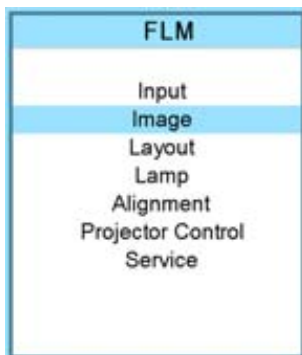 FLM
Input
Image
Layout
Lamp
Alignment
Projector Control
Service